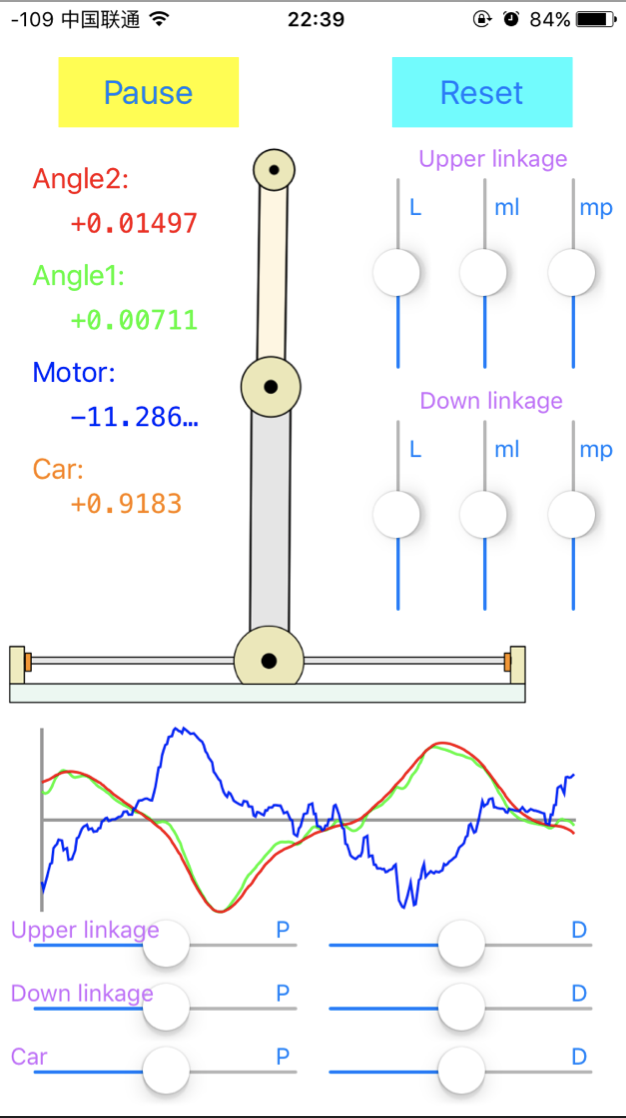 -109 中国联通 22:39 84%
Pause Reset
Angle2:
+0.01497
Angle1:
+0.00711
Motor:
−11.286…
Car:
+0.9183
Upper linkage
L ml mp
Down linkage
L ml mp
Upper linkage P D
Down linkage P D
Car P D